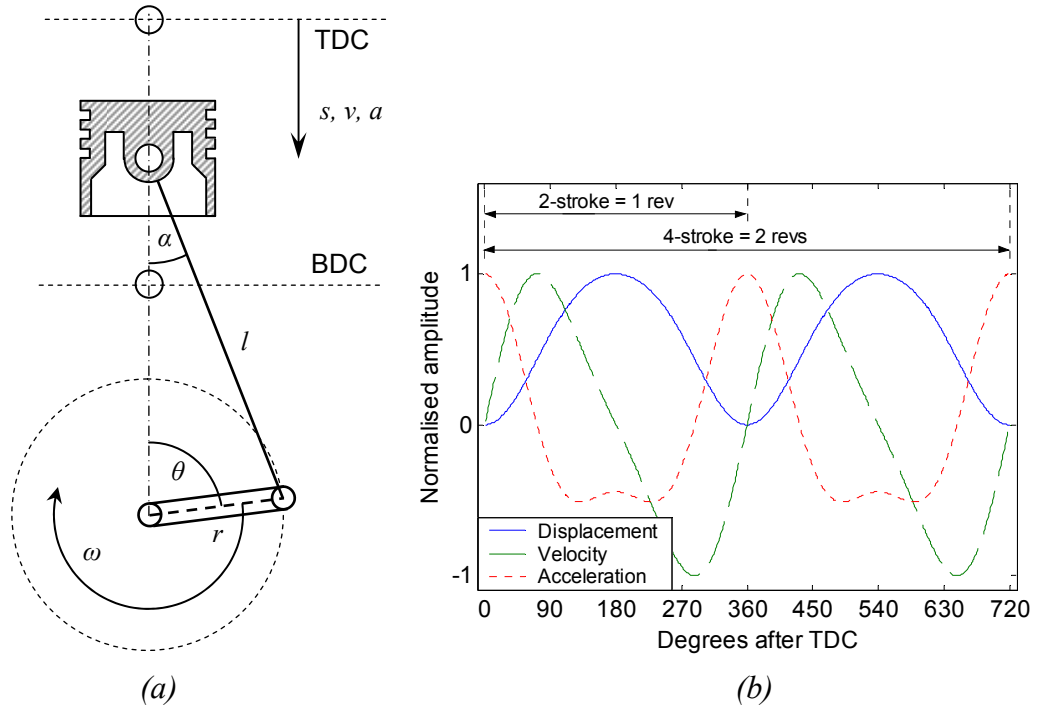 TDC
s, v, a
α
BDC
l
θ
r
ω
(a)
2-stroke = 1 rev
4-stroke = 2 revs
Normalised amplitude
1
0
-1
Displacement
Velocity
Acceleration
0 90 180 270 360 450 540 630 720
Degrees after TDC
(b)